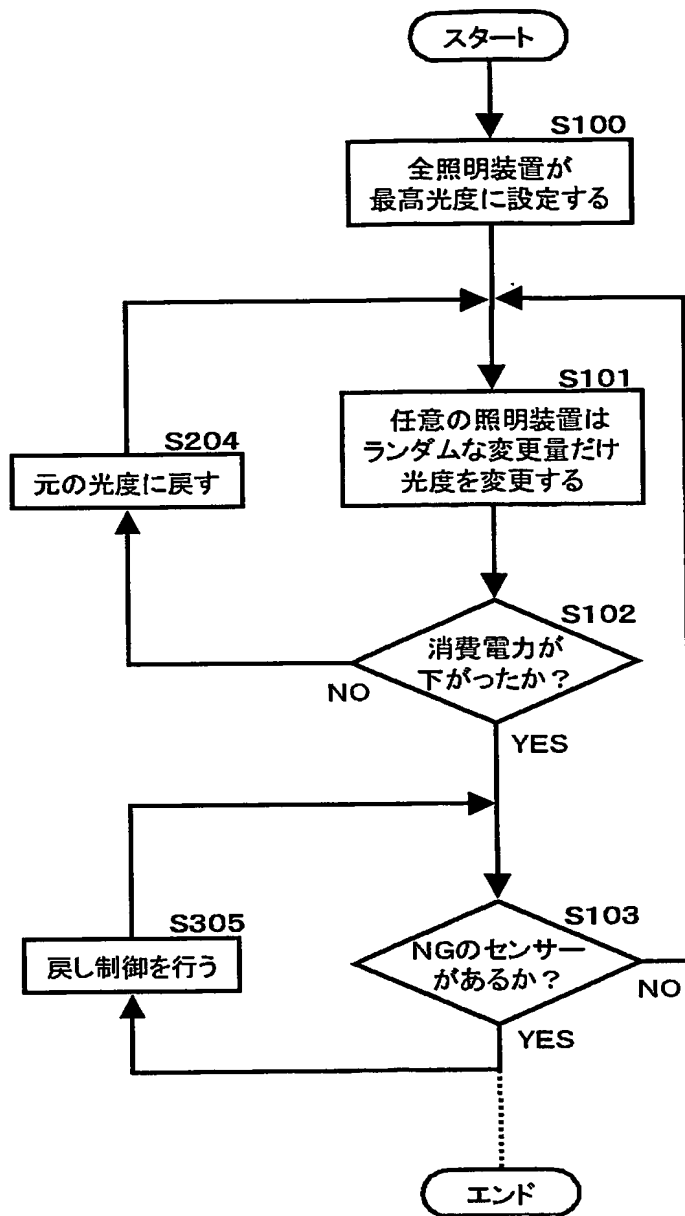 スタート
S100
全照明装置が
最高光度に設定する
S101
任意の照明装置は
ランダムな変更量だけ
光度を変更する
S204
元の光度に戻す
S102
消費電力が
下がったか？
NO
YES
S103
NGのセンサー
があるか？
NO
YES
S305
戻し制御を行う
エンド